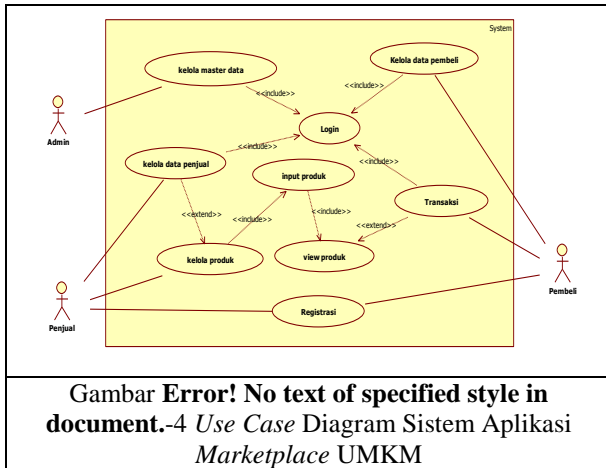 System
kelola master data
Kelola data pembeli
<<include>>
<<include>>
Admin
Login
kelola data penjual
<<include>>
input produk
<<include>>
Transaksi
<<extend>>
<<include>>
<<include>>
<<extend>>
kelola produk
view produk
Penjual
Registrasi
Pembeli
Gambar Error! No text of specified style in
document.-4 Use Case Diagram Sistem Aplikasi
Marketplace UMKM